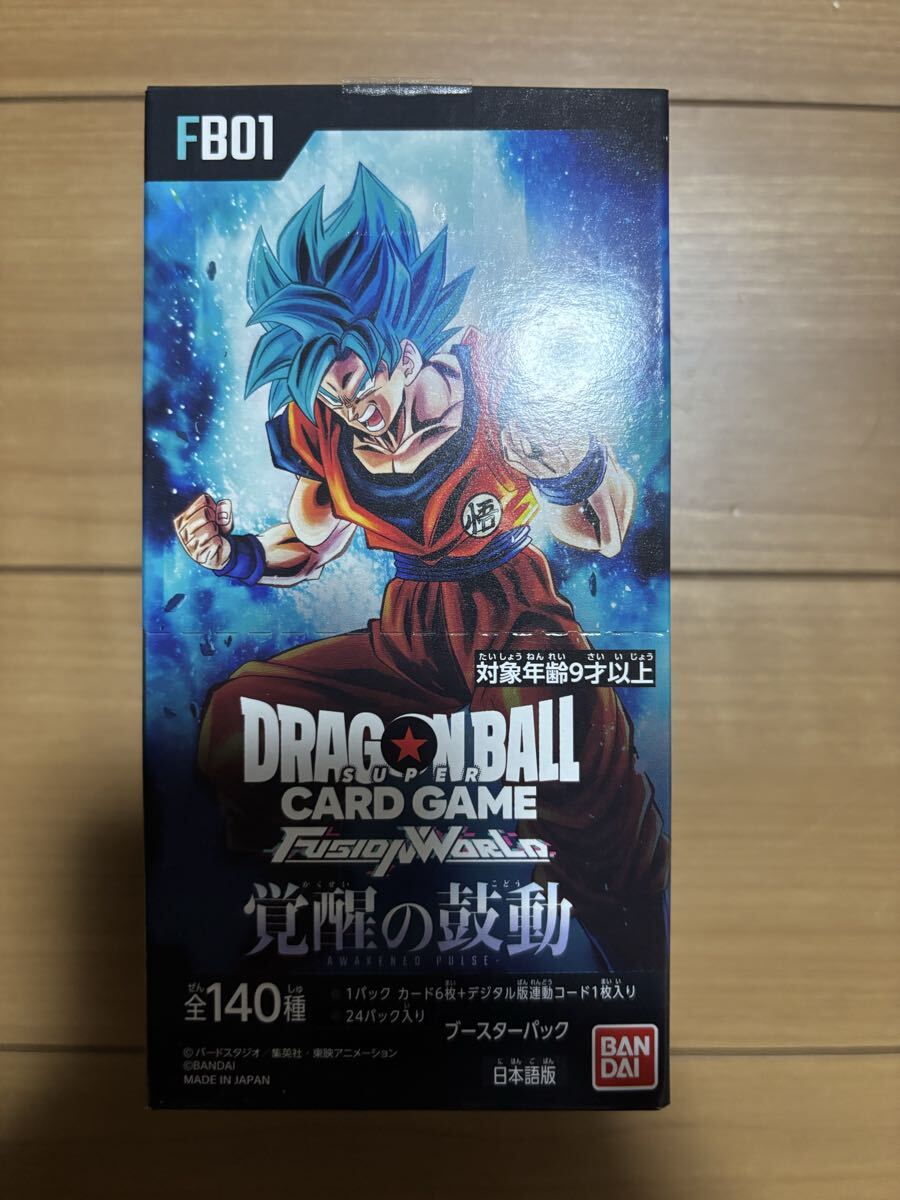 FB01
悟
たいしょうねんれい さいいじょう
対象年齢9才以上
DRAGON BALL
SUPER
CARD GAME
FUSION WORLD
かくせい こどう
覚醒の鼓動
- AWAKENED PULSE -
ぜん しゅ
全140種
まい ばんれんどう まいい
1パック カード6枚+デジタル版連動コード1枚入り
い
24パック入り
ブースターパック
©バードスタジオ/集英社・東映アニメーション
©BANDAI
MADE IN JAPAN
にほんごばん
日本語版
BAN
DAI